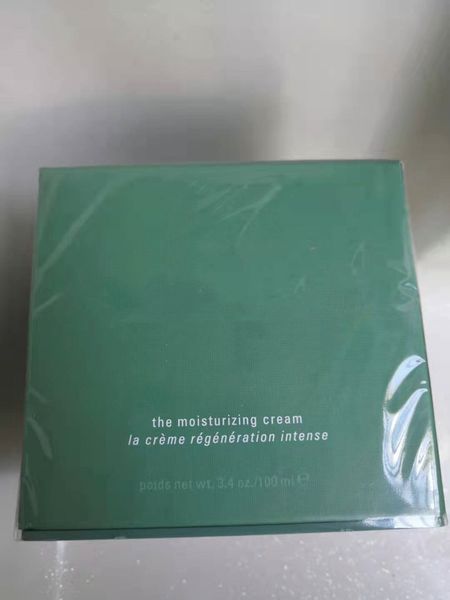 the moisturizing cream
la crème régénération intense
poids net wt. 3.4 oz./100 ml ℮